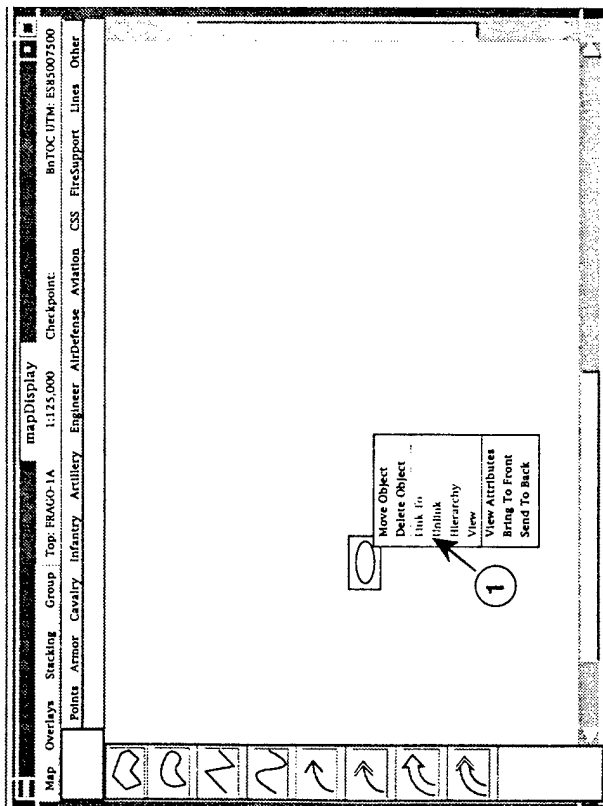 mapDisplay
Map Overlays Stacking Group Top: FRAGO-1A 1:125,000 Checkpoint: BnTOC UTM: ES85007500
Points Armor Cavalry Infantry Artillery Engineer AirDefense Aviation CSS FireSupport Lines Other
Move Object
Delete Object
Link To
Unlink
Hierarchy
View
View Attributes
Bring To Front
Send To Back
1